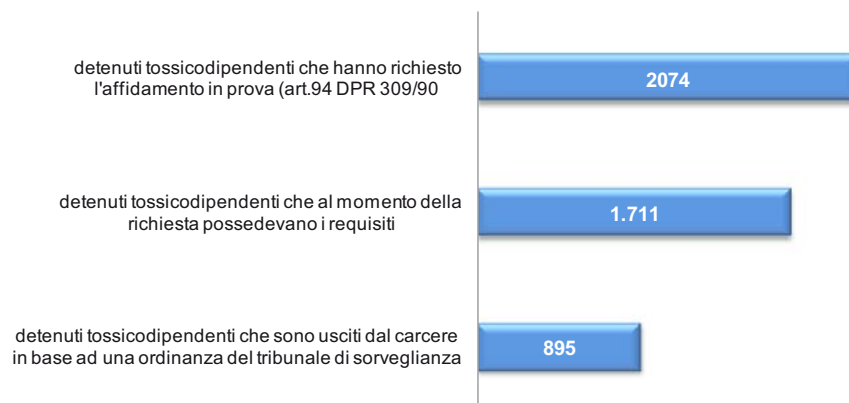 detenuti tossicodipendenti che hanno richiesto
l'affidamento in prova (art.94 DPR 309/90
2074
detenuti tossicodipendenti che al momento della
richiesta possedevano i requisiti
1.711
detenuti tossicodipendenti che sono usciti dal carcere
in base ad una ordinanza del tribunale di sorveglianza
895